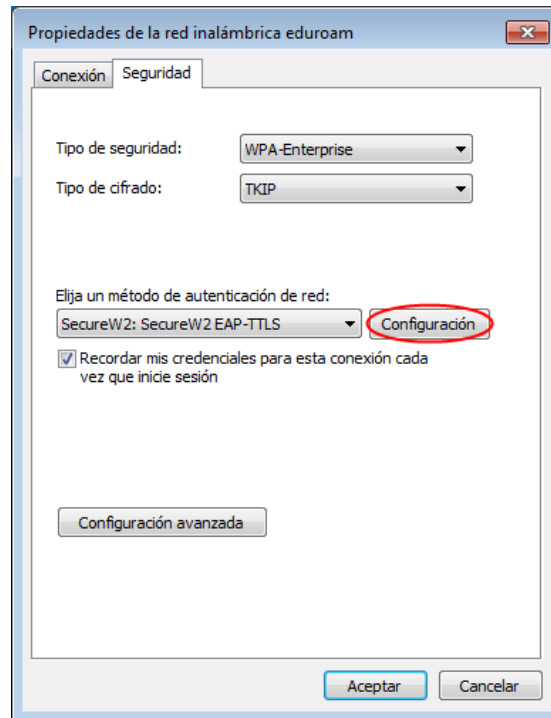 Propiedades de la red inalámbrica eduroam
Conexión
Seguridad
Tipo de seguridad:
WPA-Enterprise
Tipo de cifrado:
TKIP
Elija un método de autenticación de red:
SecureW2: SecureW2 EAP-TTLS
Configuración
Recordar mis credenciales para esta conexión cada
vez que inicie sesión
Configuración avanzada
Aceptar
Cancelar